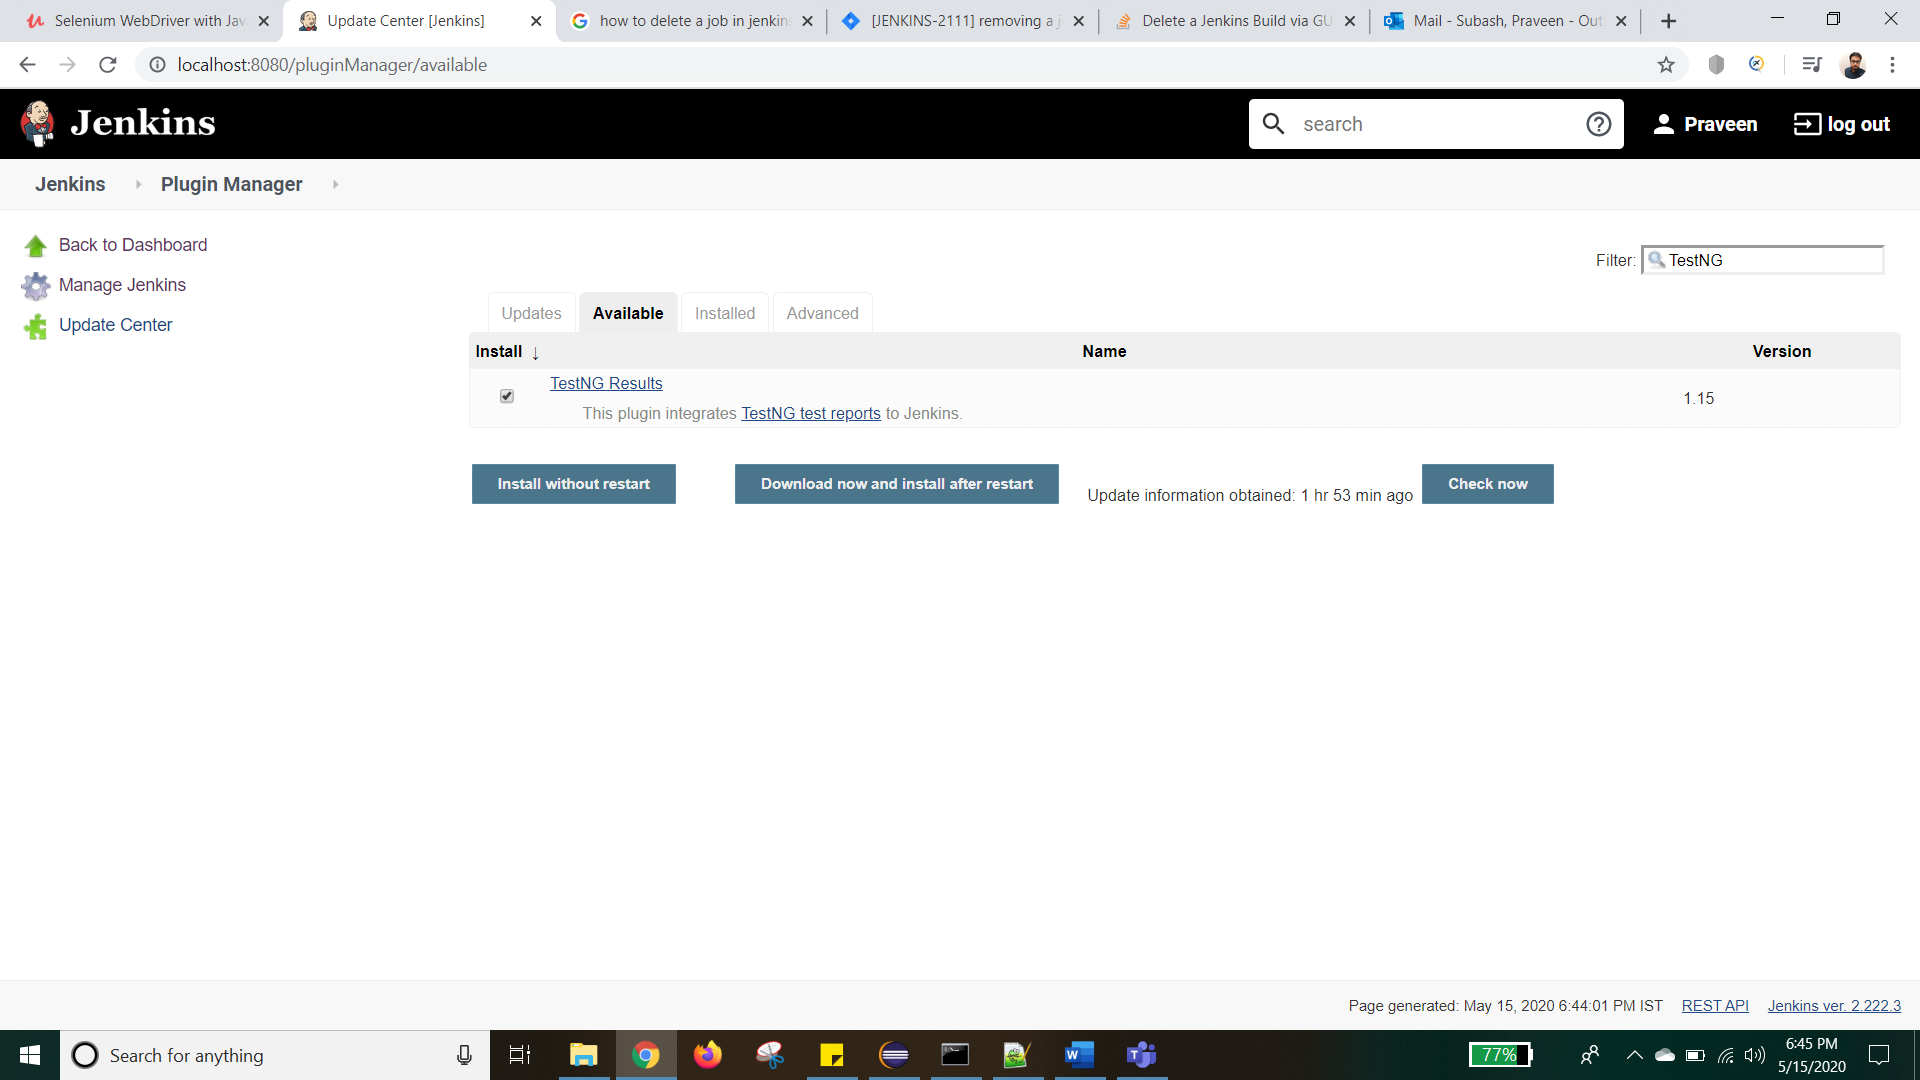 Selenium WebDriver with Jav
Update Center [Jenkins]
how to delete a job in jenkin
[JENKINS-2111] removing a j
Delete a Jenkins Build via GU
Mail - Subash, Praveen - Out
localhost:8080/pluginManager/available
Jenkins
search
Praveen
log out
Jenkins
Plugin Manager
Back to Dashboard
Manage Jenkins
Update Center
Filter: TestNG
Updates
Available
Installed
Advanced
Install ↓
Name
Version
TestNG Results
This plugin integrates TestNG test reports to Jenkins.
1.15
Install without restart
Download now and install after restart
Update information obtained: 1 hr 53 min ago
Check now
Page generated: May 15, 2020 6:44:01 PM IST
REST API
Jenkins ver. 2.222.3
Search for anything
77%
6:45 PM
5/15/2020